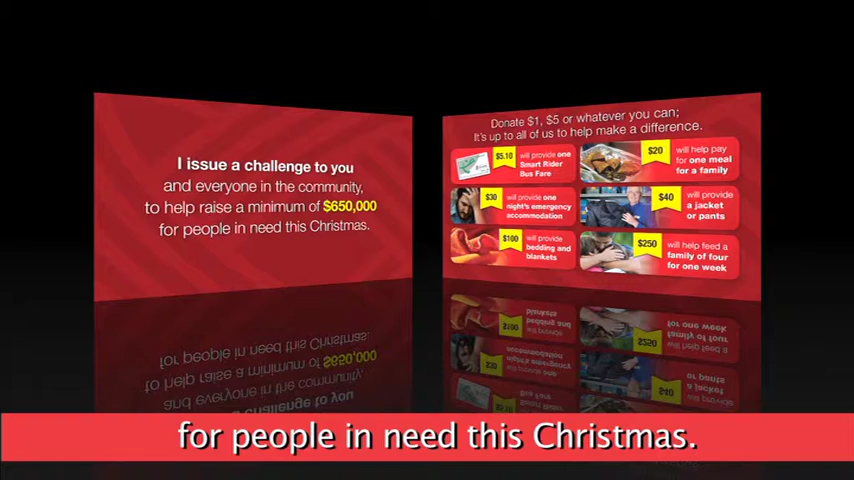 I issue a challenge to you
and everyone in the community,
to help raise a minimum of $650,000
for people in need this Christmas.
Donate $1, $5 or whatever you can;
It's up to all of us to help make a difference.
$5.10
will provide one
Smart Rider
Bus Fare
$20
will help pay
for one meal
for a family
$30
will provide one
night's emergency
accommodation
$40
will provide
a jacket
or pants
$100
will provide
bedding and
blankets
$250
will help feed a
family of four
for one week
for people in need this Christmas.